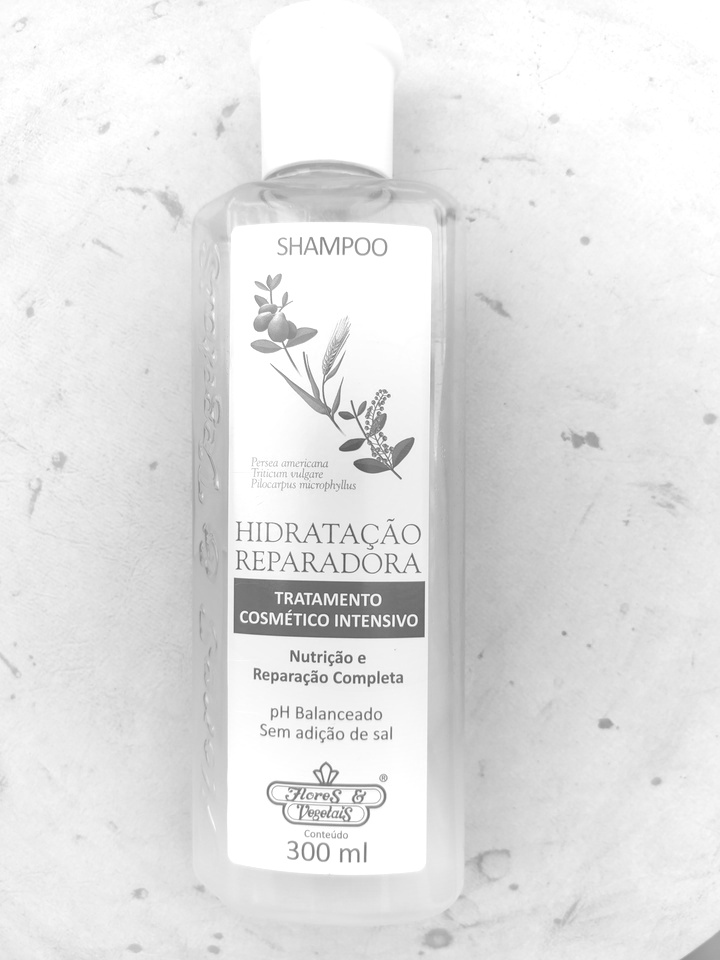 SHAMPOO
Persea americana
Triticum vulgare
Pilocarpus microphyllus
HIDRATAÇÃO
REPARADORA
TRATAMENTO
COSMÉTICO INTENSIVO
Nutrição e
Reparação Completa
pH Balanceado
Sem adição de sal
®
Flores &
Vegetais
Conteúdo
300 ml